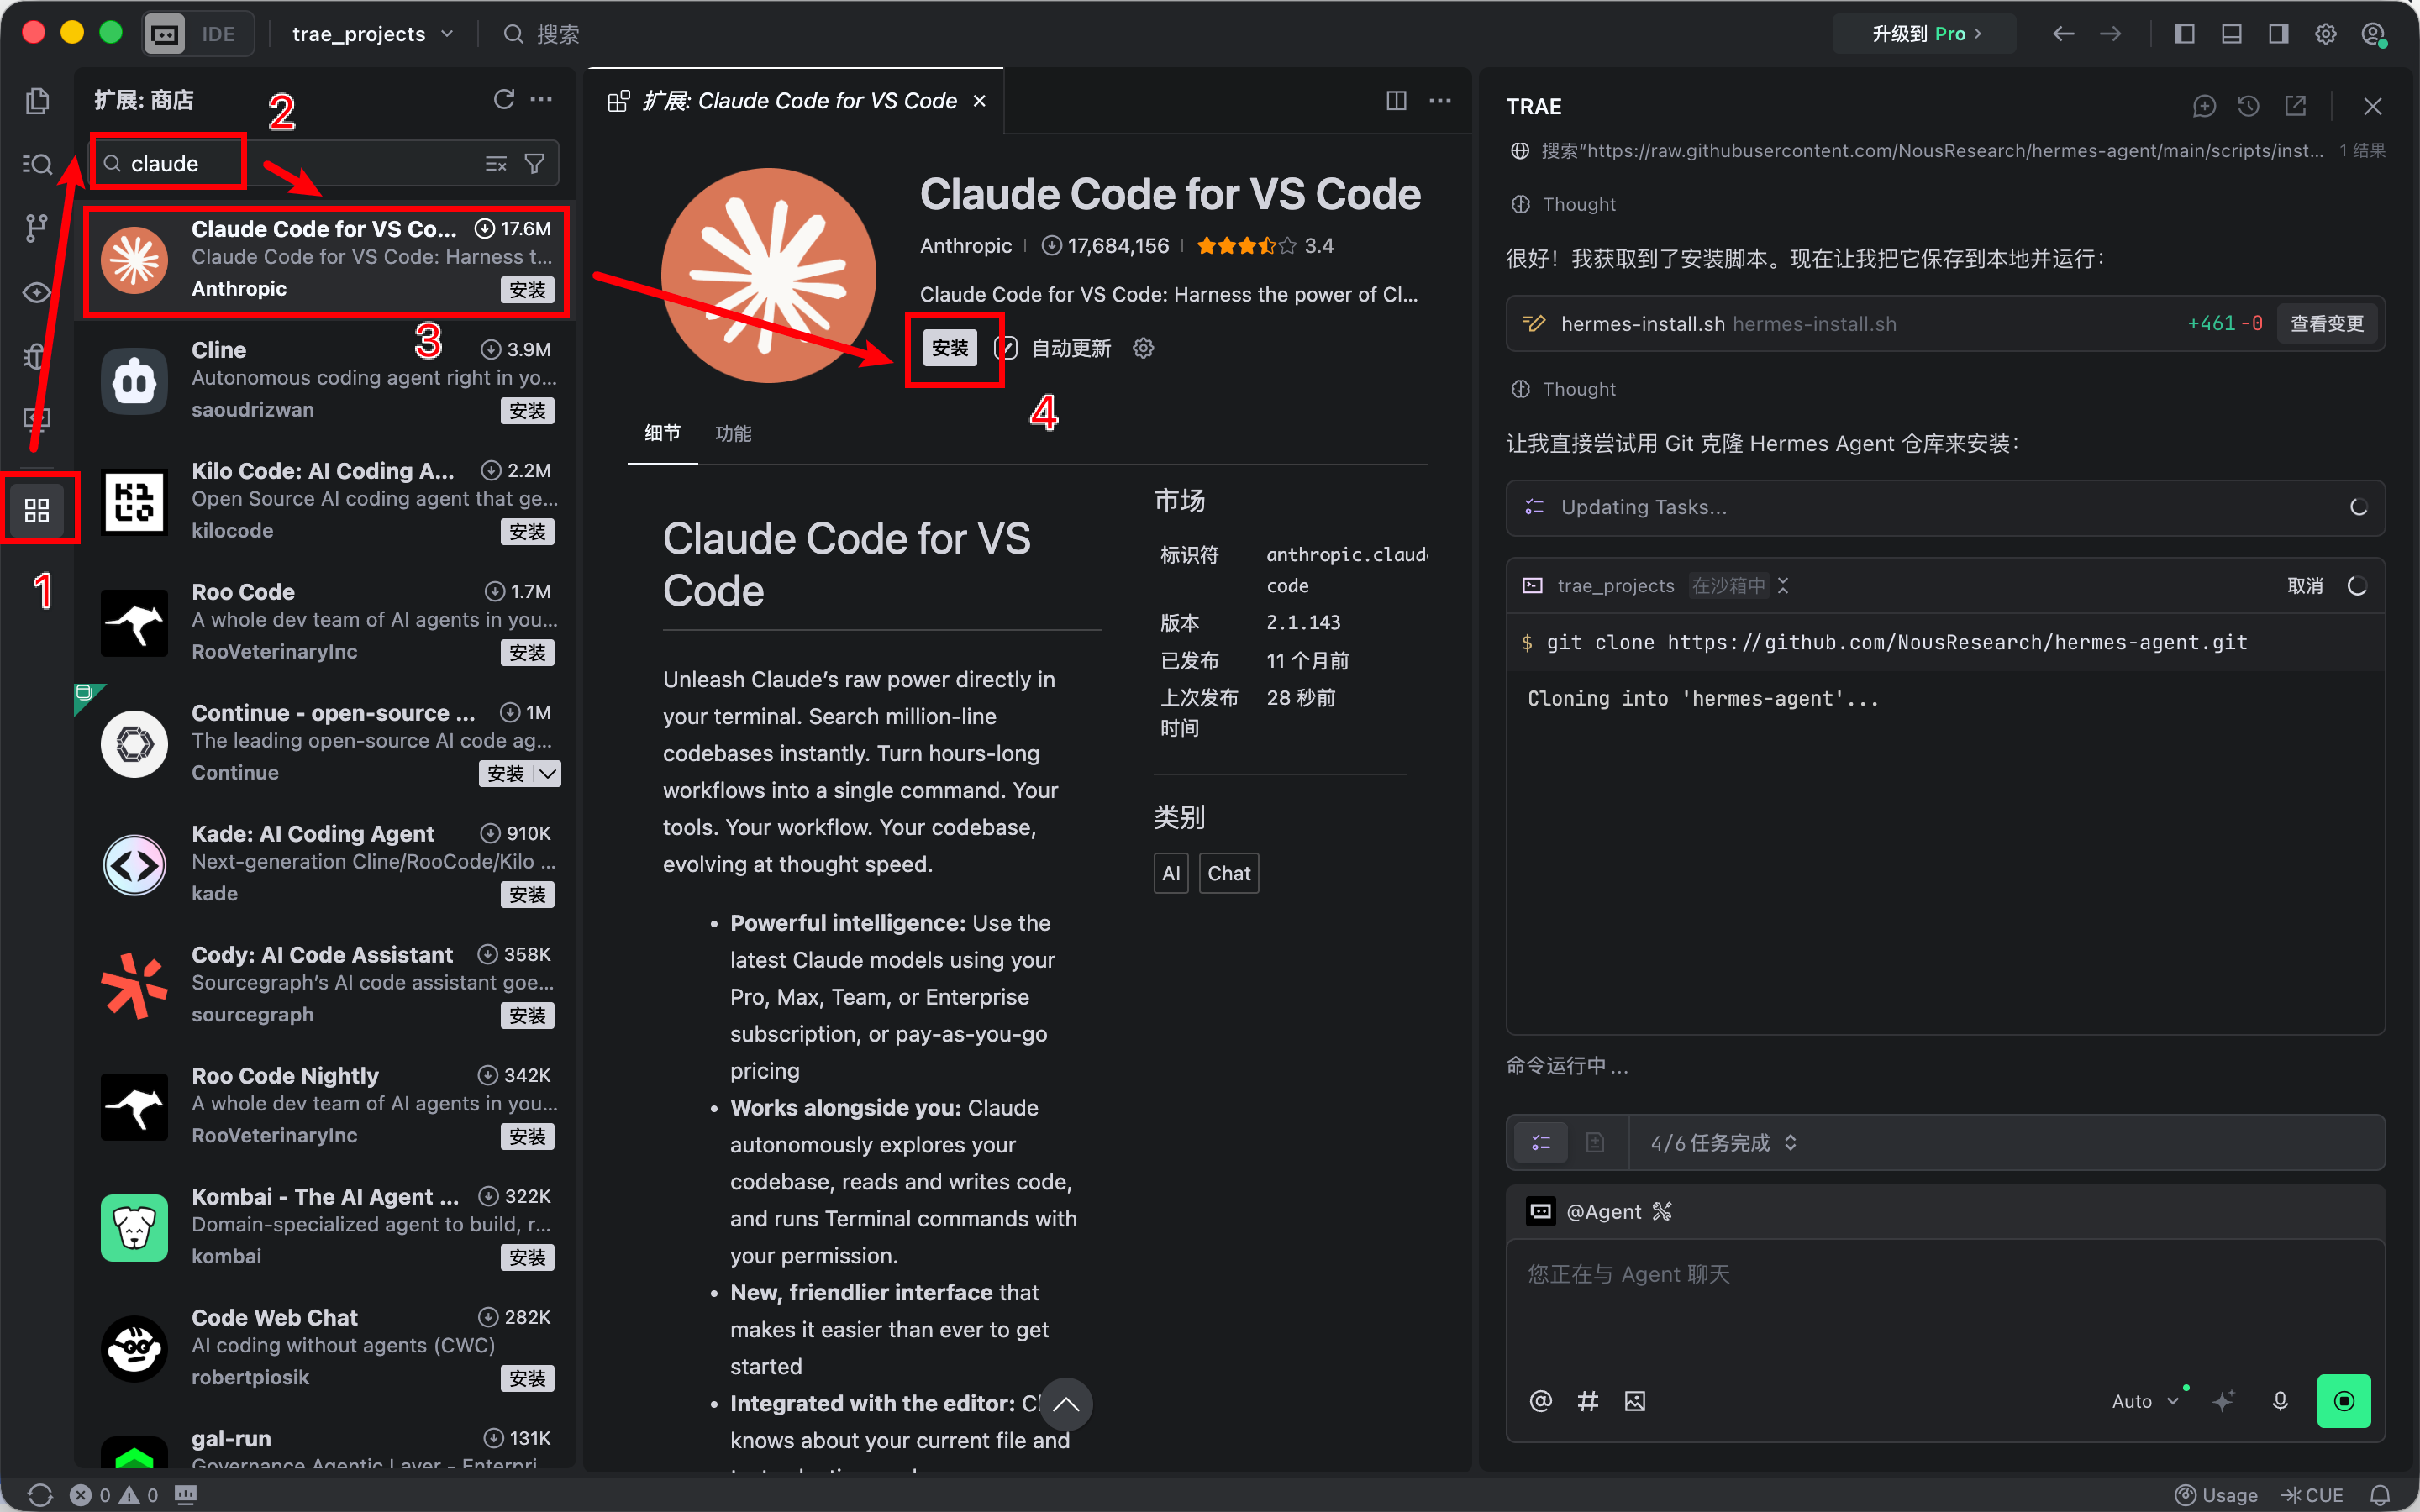 IDE
trae_projects
搜索
升级到 Pro
扩展: 商店
2
claude
Claude Code for VS Co... 17.6M
Claude Code for VS Code: Harness t...
Anthropic 安装
3
Cline 3.9M
Autonomous coding agent right in yo...
saoudrizwan 安装
Kilo Code: AI Coding A... 2.2M
Open Source AI coding agent that ge...
kilocode 安装
1
Roo Code 1.7M
A whole dev team of AI agents in you...
RooVeterinaryInc 安装
Continue - open-source ... 1M
The leading open-source AI code ag...
Continue 安装
Kade: AI Coding Agent 910K
Next-generation Cline/RooCode/Kilo ...
kade 安装
Cody: AI Code Assistant 358K
Sourcegraph’s AI code assistant goe...
sourcegraph 安装
Roo Code Nightly 342K
A whole dev team of AI agents in you...
RooVeterinaryInc 安装
Kombai - The AI Agent ... 322K
Domain-specialized agent to build, r...
kombai 安装
Code Web Chat 282K
AI coding without agents (CWC)
robertpiosik 安装
gal-run 131K
Governance Agentic Layer - Enterpri
扩展: Claude Code for VS Code
Claude Code for VS Code
Anthropic 17,684,156 3.4
Claude Code for VS Code: Harness the power of Cl...
安装 自动更新
4
细节 功能
Claude Code for VS
Code
Unleash Claude’s raw power directly in
your terminal. Search million-line
codebases instantly. Turn hours-long
workflows into a single command. Your
tools. Your workflow. Your codebase,
evolving at thought speed.
• Powerful intelligence: Use the
latest Claude models using your
Pro, Max, Team, or Enterprise
subscription, or pay-as-you-go
pricing
• Works alongside you: Claude
autonomously explores your
codebase, reads and writes code,
and runs Terminal commands with
your permission.
• New, friendlier interface that
makes it easier than ever to get
started
• Integrated with the editor:
knows about your current file and
市场
标识符 anthropic.claud
code
版本 2.1.143
已发布 11 个月前
上次发布 28 秒前
时间
类别
AI Chat
TRAE
搜索“https://raw.githubusercontent.com/NousResearch/hermes-agent/main/scripts/inst... 1 结果
Thought
很好！我获取到了安装脚本。现在让我把它保存到本地并运行：
hermes-install.sh hermes-install.sh +461 -0 查看变更
Thought
让我直接尝试用 Git 克隆 Hermes Agent 仓库来安装：
Updating Tasks...
trae_projects 在沙箱中 取消
$ git clone https://github.com/NousResearch/hermes-agent.git
Cloning into 'hermes-agent'...
命令运行中 ...
4/6 任务完成
@Agent
您正在与 Agent 聊天
Auto
0 0
Usage CUE